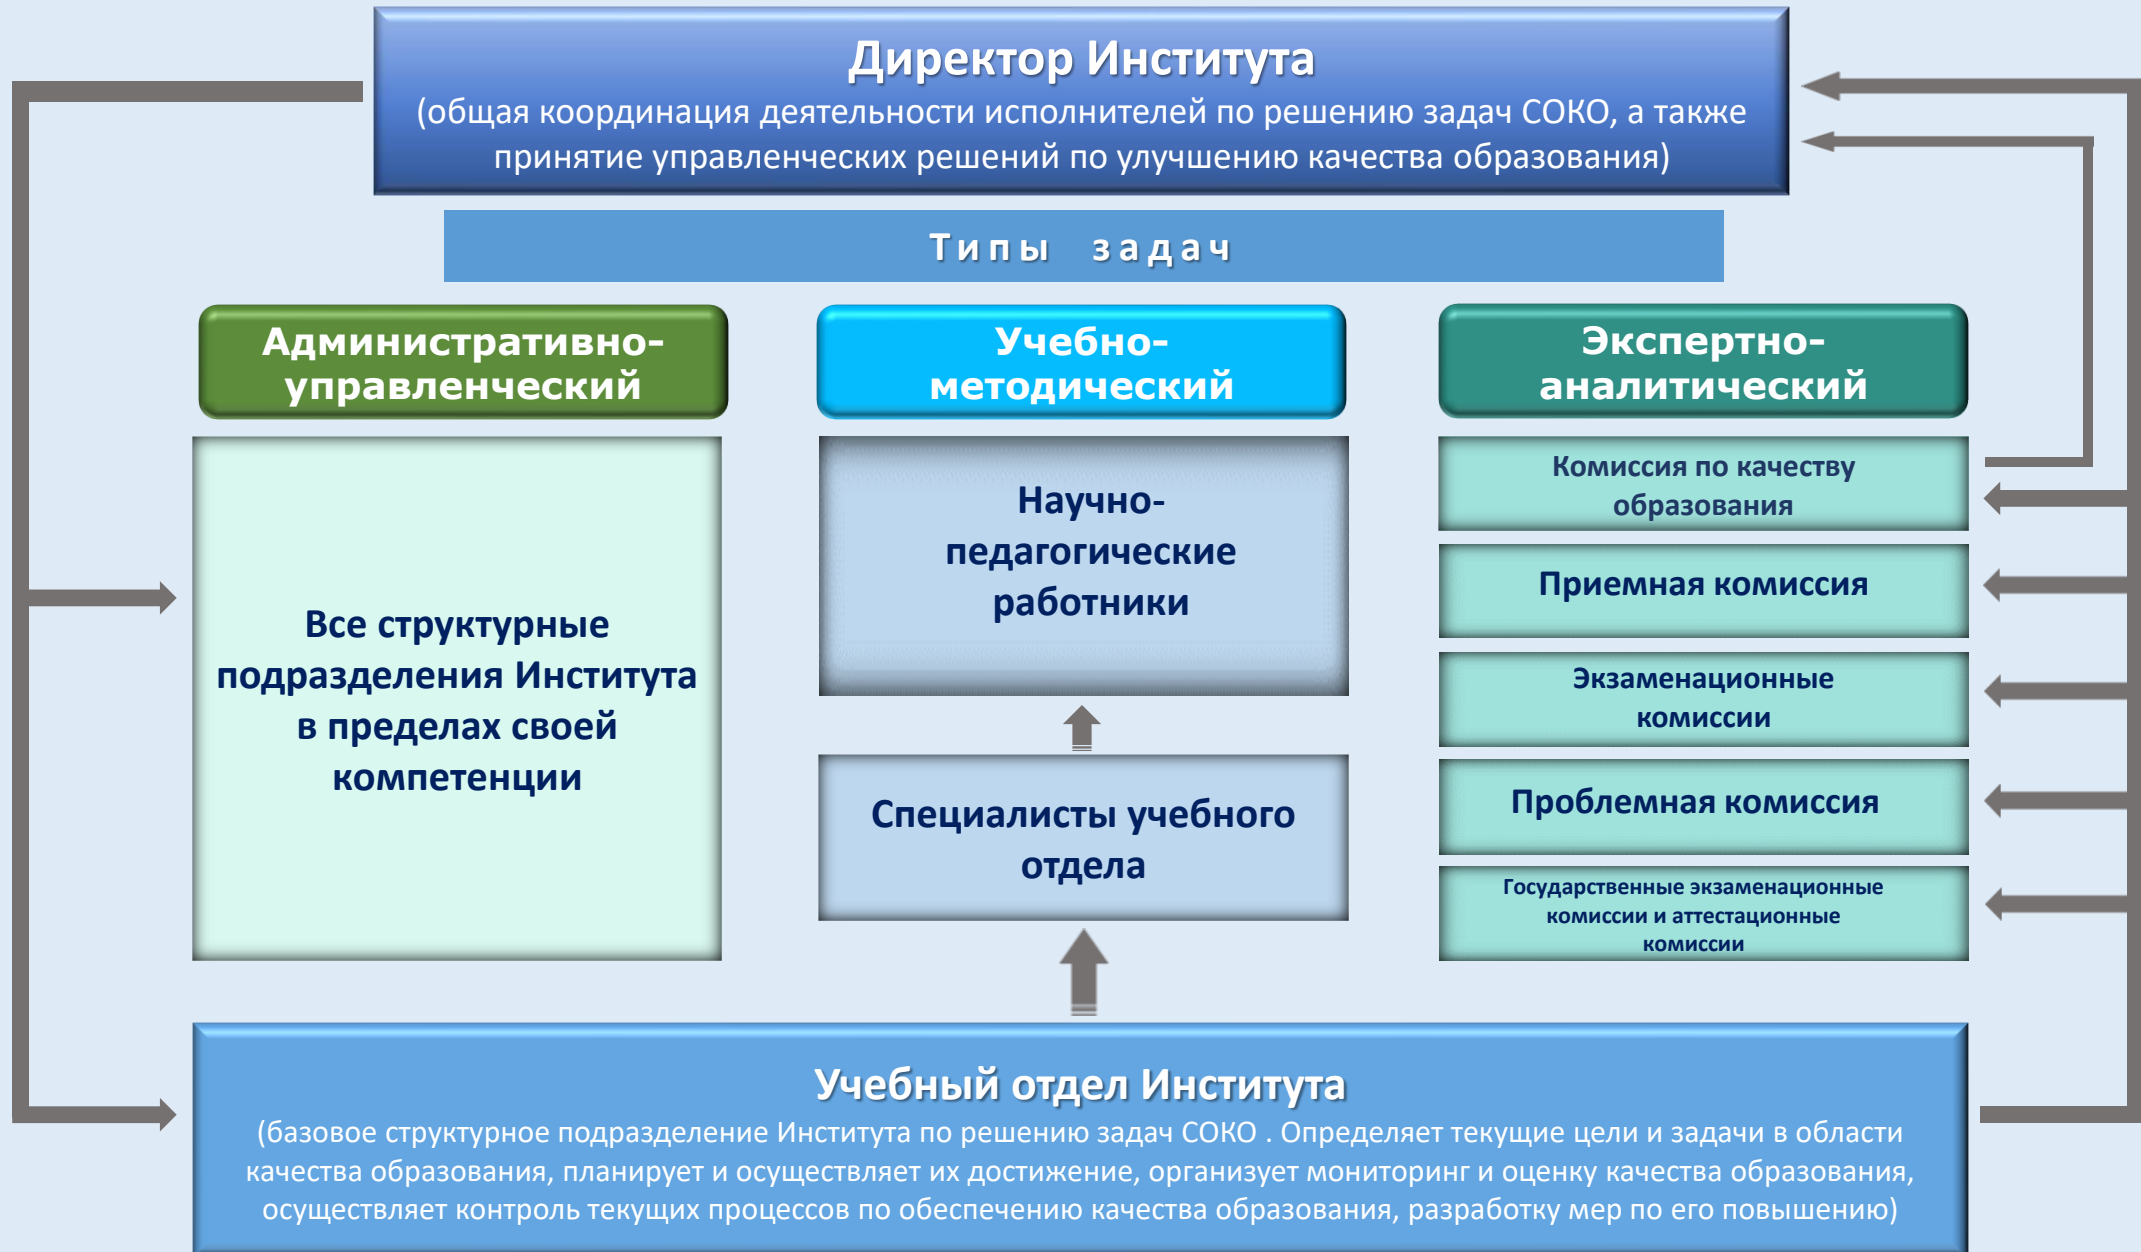 Директор Института
(общая координация деятельности исполнителей по решению задач СОКО, а также
принятие управленческих решений по улучшению качества образования)
Типы задач
Административно-
управленческий
Все структурные
подразделения Института
в пределах своей
компетенции
Учебно-
методический
Научно-
педагогические
работники
Специалисты учебного
отдела
Экспертно-
аналитический
Комиссия по качеству
образования
Приемная комиссия
Экзаменационные
комиссии
Проблемная комиссия
Государственные экзаменационные
комиссии и аттестационные
комиссии
Учебный отдел Института
(базовое структурное подразделение Института по решению задач СОКО . Определяет текущие цели и задачи в области
качества образования, планирует и осуществляет их достижение, организует мониторинг и оценку качества образования,
осуществляет контроль текущих процессов по обеспечению качества образования, разработку мер по его повышению)